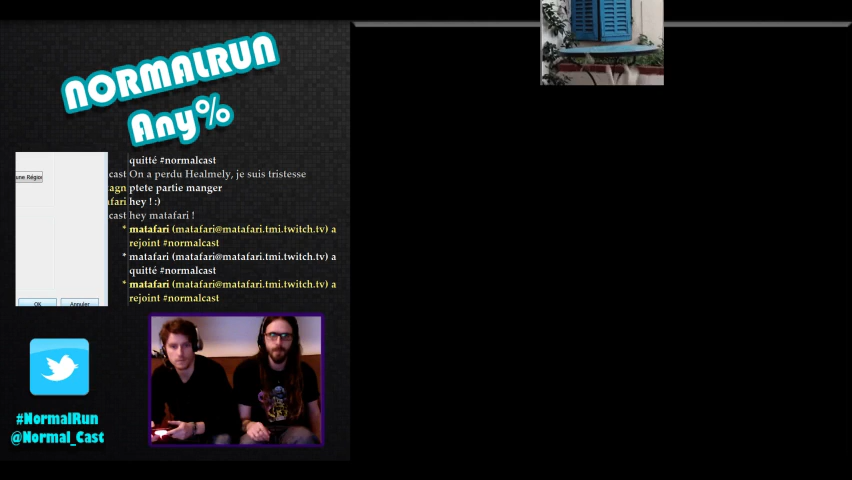 NORMALRUN
Any%
quitté #normalcast
cast On a perdu Healmely, je suis tristesse
agn ptete partie manger
afari hey ! :)
cast hey matafari !
* matafari (matafari@matafari.tmi.twitch.tv) a
rejoint #normalcast
* matafari (matafari@matafari.tmi.twitch.tv) a
quitté #normalcast
* matafari (matafari@matafari.tmi.twitch.tv) a
rejoint #normalcast
une Région
OK
Annuler
#NormalRun
@Normal_Cast